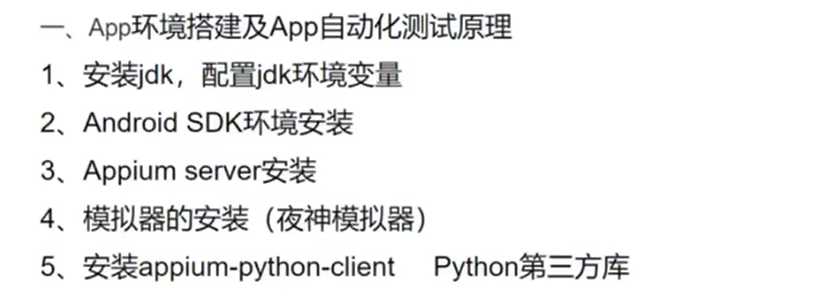 一、App环境搭建及App自动化测试原理
1、安装jdk，配置jdk环境变量
2、Android SDK环境安装
3、Appium server安装
4、模拟器的安装（夜神模拟器）
5、安装appium-python-client Python第三方库